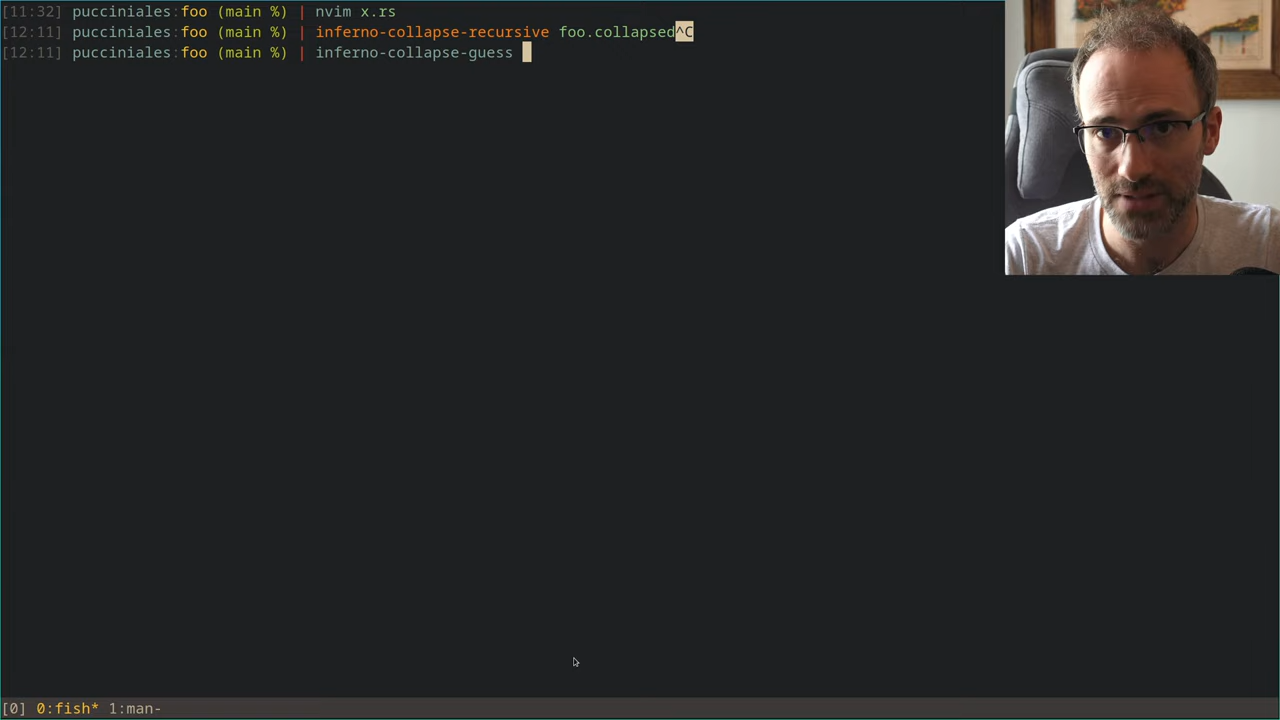 [11:32] pucciniales:foo (main %) | nvim x.rs
[12:11] pucciniales:foo (main %) | inferno-collapse-recursive foo.collapsed^C
[12:11] pucciniales:foo (main %) | inferno-collapse-guess
[0] 0:fish* 1:man-